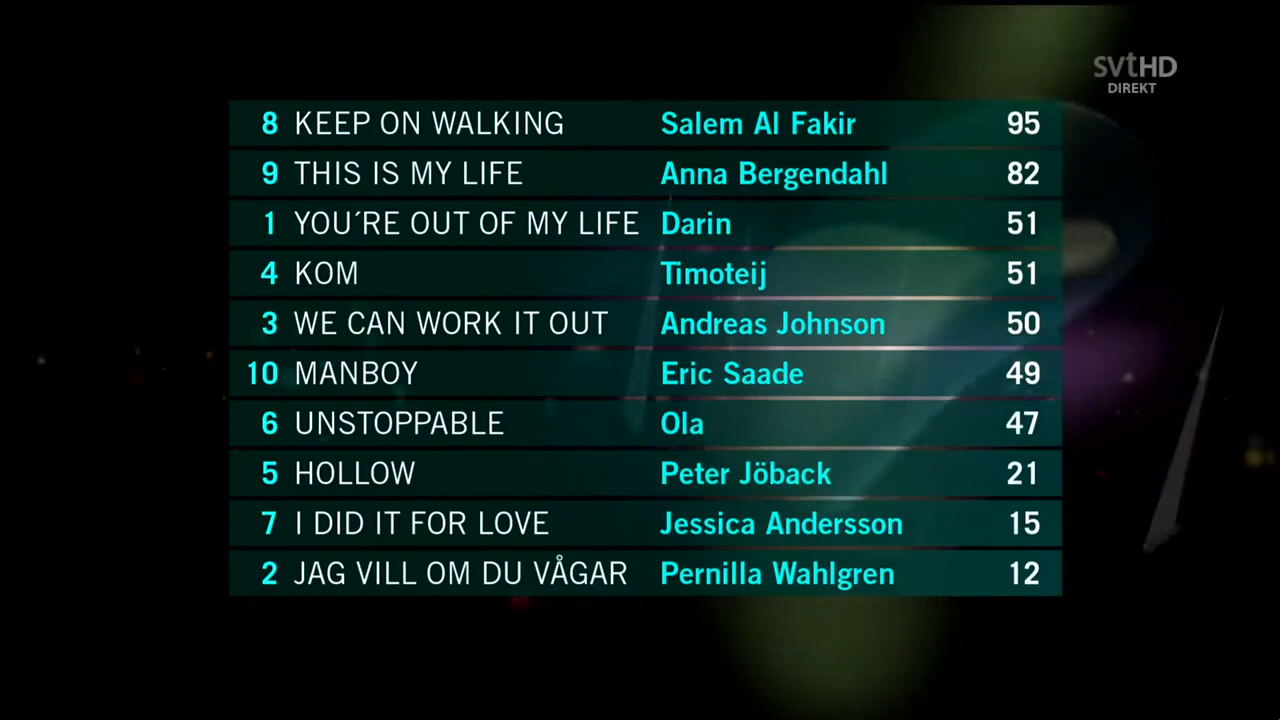 svtHD
DIREKT
8 KEEP ON WALKING Salem Al Fakir 95
9 THIS IS MY LIFE Anna Bergendahl 82
1 YOU´RE OUT OF MY LIFE Darin 51
4 KOM Timoteij 51
3 WE CAN WORK IT OUT Andreas Johnson 50
10 MANBOY Eric Saade 49
6 UNSTOPPABLE Ola 47
5 HOLLOW Peter Jöback 21
7 I DID IT FOR LOVE Jessica Andersson 15
2 JAG VILL OM DU VÅGAR Pernilla Wahlgren 12